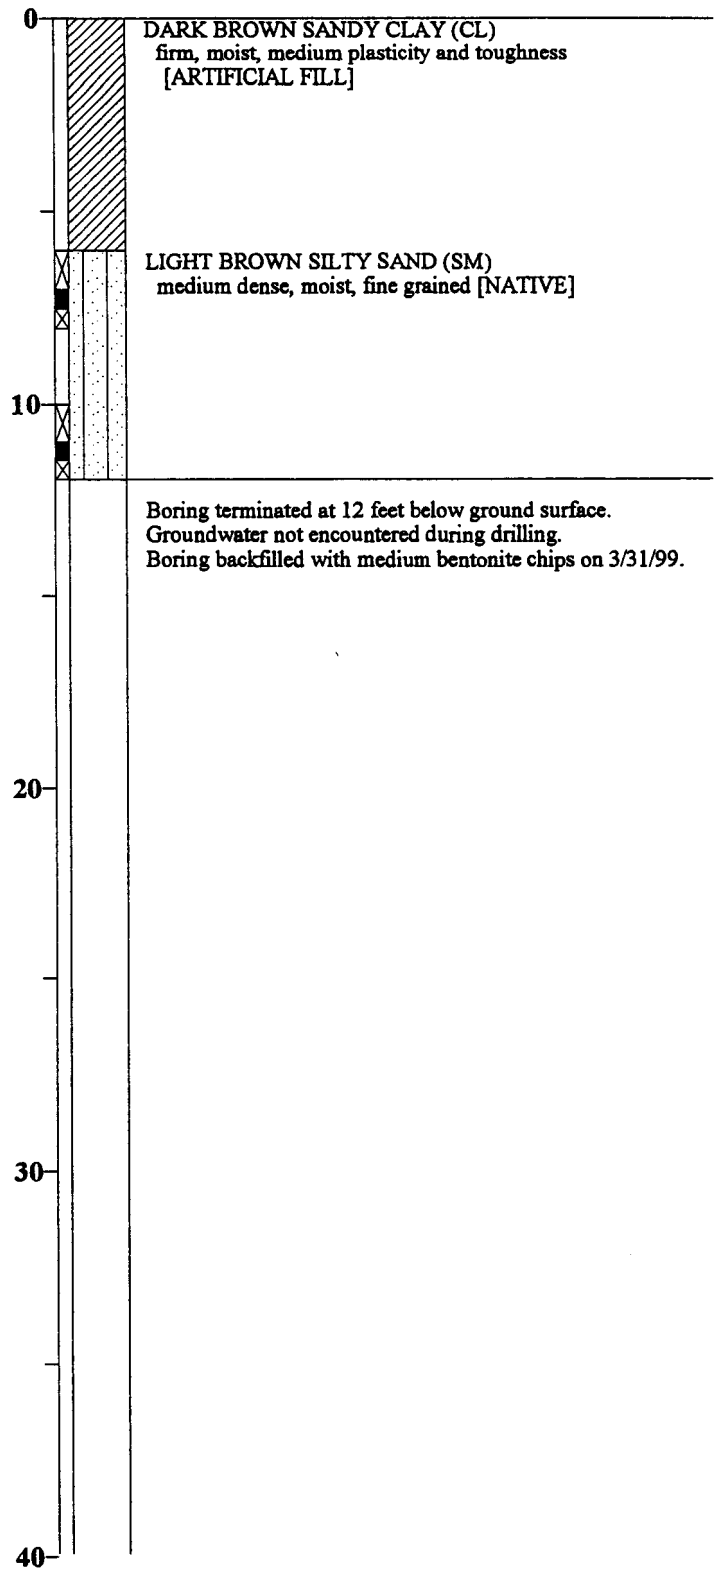 0
DARK BROWN SANDY CLAY (CL)
firm, moist, medium plasticity and toughness
[ARTIFICIAL FILL]
LIGHT BROWN SILTY SAND (SM)
medium dense, moist, fine grained [NATIVE]
10
Boring terminated at 12 feet below ground surface.
Groundwater not encountered during drilling.
Boring backfilled with medium bentonite chips on 3/31/99.
20
30
40